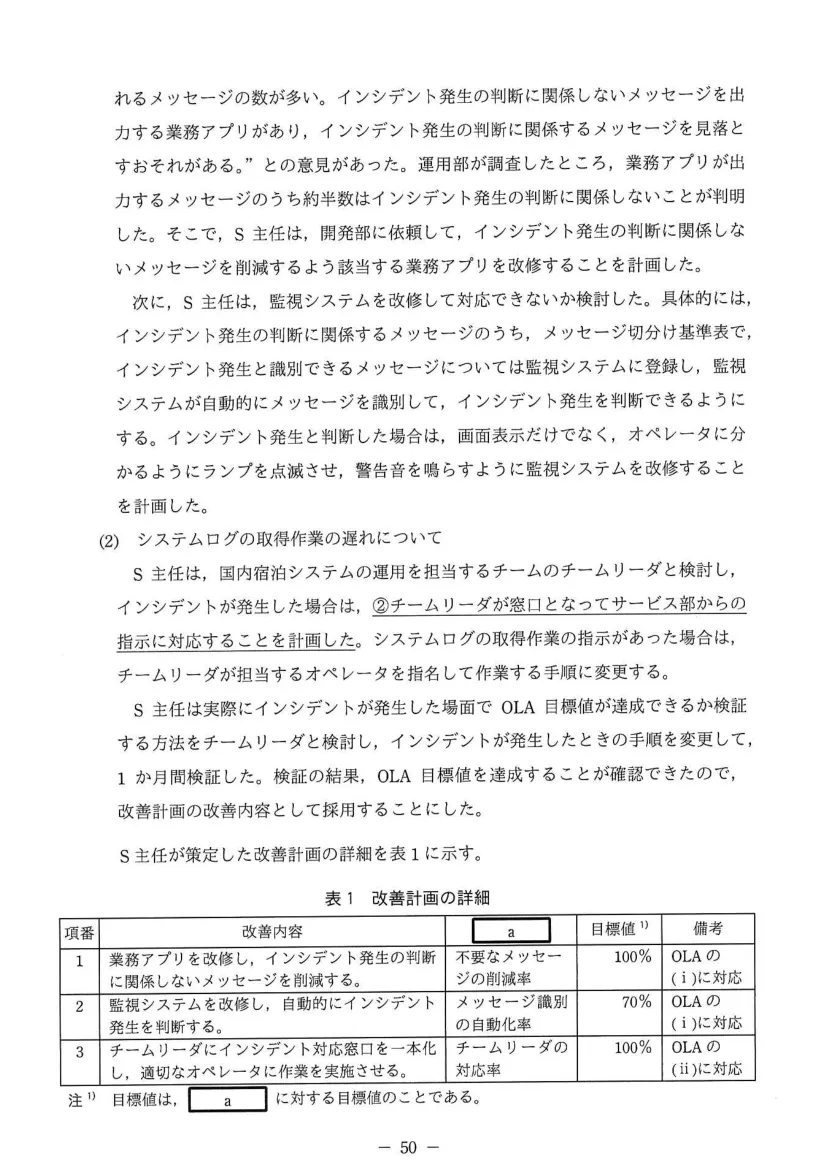 れるメッセージの数が多い。インシデント発生の判断に関係しないメッセージを出
力する業務アプリがあり，インシデント発生の判断に関係するメッセージを見落と
すおそれがある。”との意見があった。運用部が調査したところ，業務アプリが出
力するメッセージのうち約半数はインシデント発生の判断に関係しないことが判明
した。そこで，S 主任は，開発部に依頼して，インシデント発生の判断に関係しな
いメッセージを削減するよう該当する業務アプリを改修することを計画した。
次に，S 主任は，監視システムを改修して対応できないか検討した。具体的には，
インシデント発生の判断に関係するメッセージのうち，メッセージ切分け基準表で，
インシデント発生と識別できるメッセージについては監視システムに登録し，監視
システムが自動的にメッセージを識別して，インシデント発生を判断できるように
する。インシデント発生と判断した場合は，画面表示だけでなく，オペレータに分
かるようにランプを点滅させ，警告音を鳴らすように監視システムを改修すること
を計画した。
(2) システムログの取得作業の遅れについて
S 主任は，国内宿泊システムの運用を担当するチームのチームリーダと検討し，
インシデントが発生した場合は，②チームリーダが窓口となってサービス部からの
指示に対応することを計画した。システムログの取得作業の指示があった場合は，
チームリーダが担当するオペレータを指名して作業する手順に変更する。
S 主任は実際にインシデントが発生した場面で OLA 目標値が達成できるか検証
する方法をチームリーダと検討し，インシデントが発生したときの手順を変更して，
1 か月間検証した。検証の結果，OLA 目標値を達成することが確認できたので，
改善計画の改善内容として採用することにした。
S 主任が策定した改善計画の詳細を表 1 に示す。
表 1 改善計画の詳細
項番 改善内容 a 目標値 1) 備考
1 業務アプリを改修し，インシデント発生の判断 不要なメッセー 100% OLA の
に関係しないメッセージを削減する。 ジの削減率 (ⅰ)に対応
2 監視システムを改修し，自動的にインシデント メッセージ識別 70% OLA の
発生を判断する。 の自動化率 (ⅰ)に対応
3 チームリーダにインシデント対応窓口を一本化 チームリーダの 100% OLA の
し，適切なオペレータに作業を実施させる。 対応率 (ⅱ)に対応
注 1) 目標値は， a に対する目標値のことである。
― 50 ―